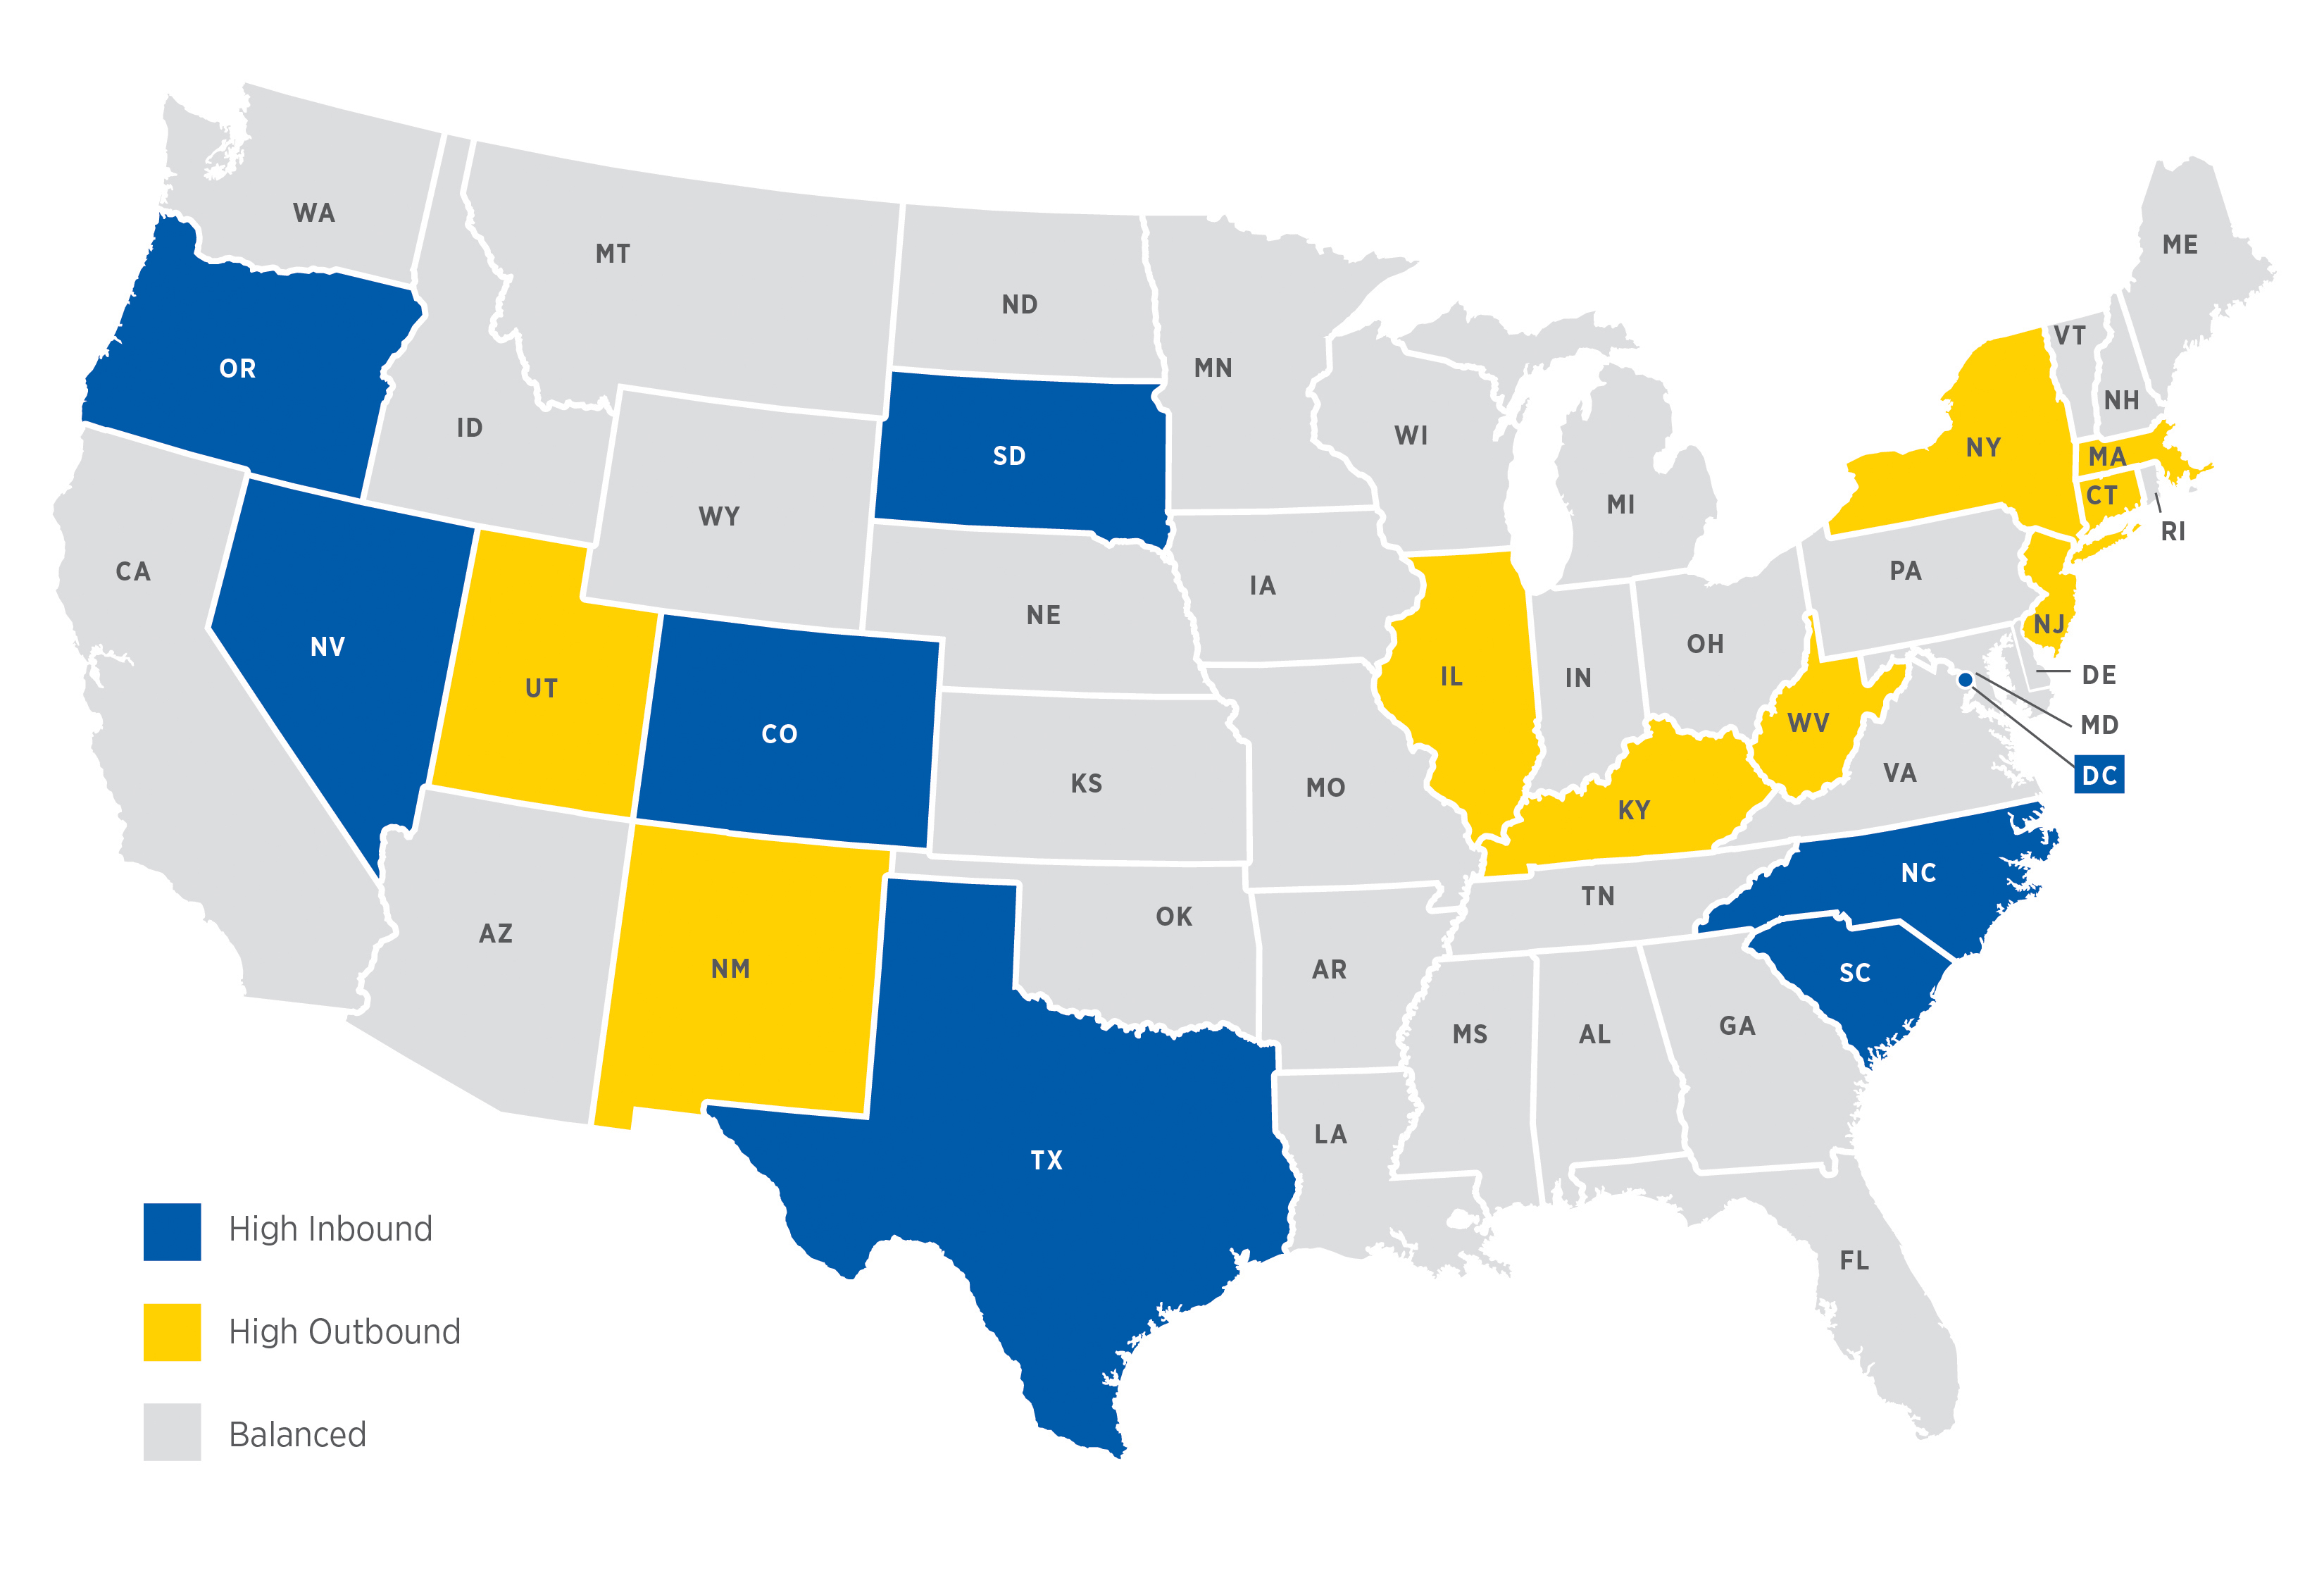 WA
MT
ND
MN
ME
VT
NH
OR
ID
SD
WI
MI
NY
MA
CT
RI
WY
CA
NV
UT
CO
NE
IA
IL
IN
OH
PA
NJ
DE
MD
DC
WV
VA
KS
MO
KY
NC
TN
SC
AZ
NM
OK
AR
TX
LA
MS
AL
GA
FL
High Inbound
High Outbound
Balanced